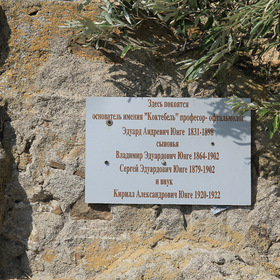 Здесь покоятся
основатель имения "Коктебель" профессор- офтальмолог
Эдуард Андреевич Юнге 1831-1898
сыновья
Владимир Эдуардович Юнге 1864-1902
Сергей Эдуардович Юнге 1879-1902
и внук
Кирилл Александрович Юнге 1920-1922